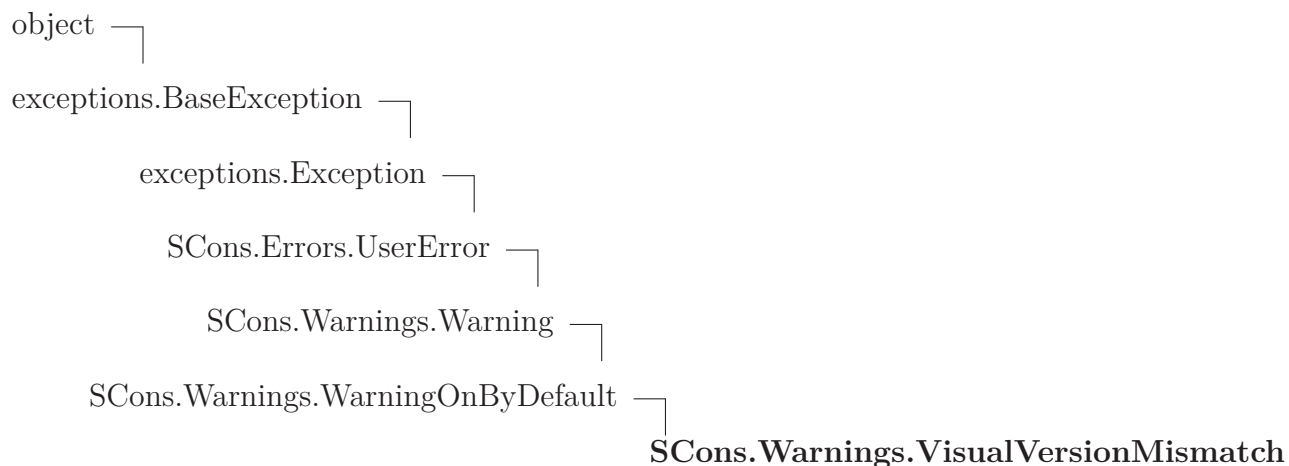 object
exceptions.BaseException
exceptions.Exception
SCons.Errors.UserError
SCons.Warnings.Warning
SCons.Warnings.WarningOnByDefault
SCons.Warnings.VisualVersionMismatch